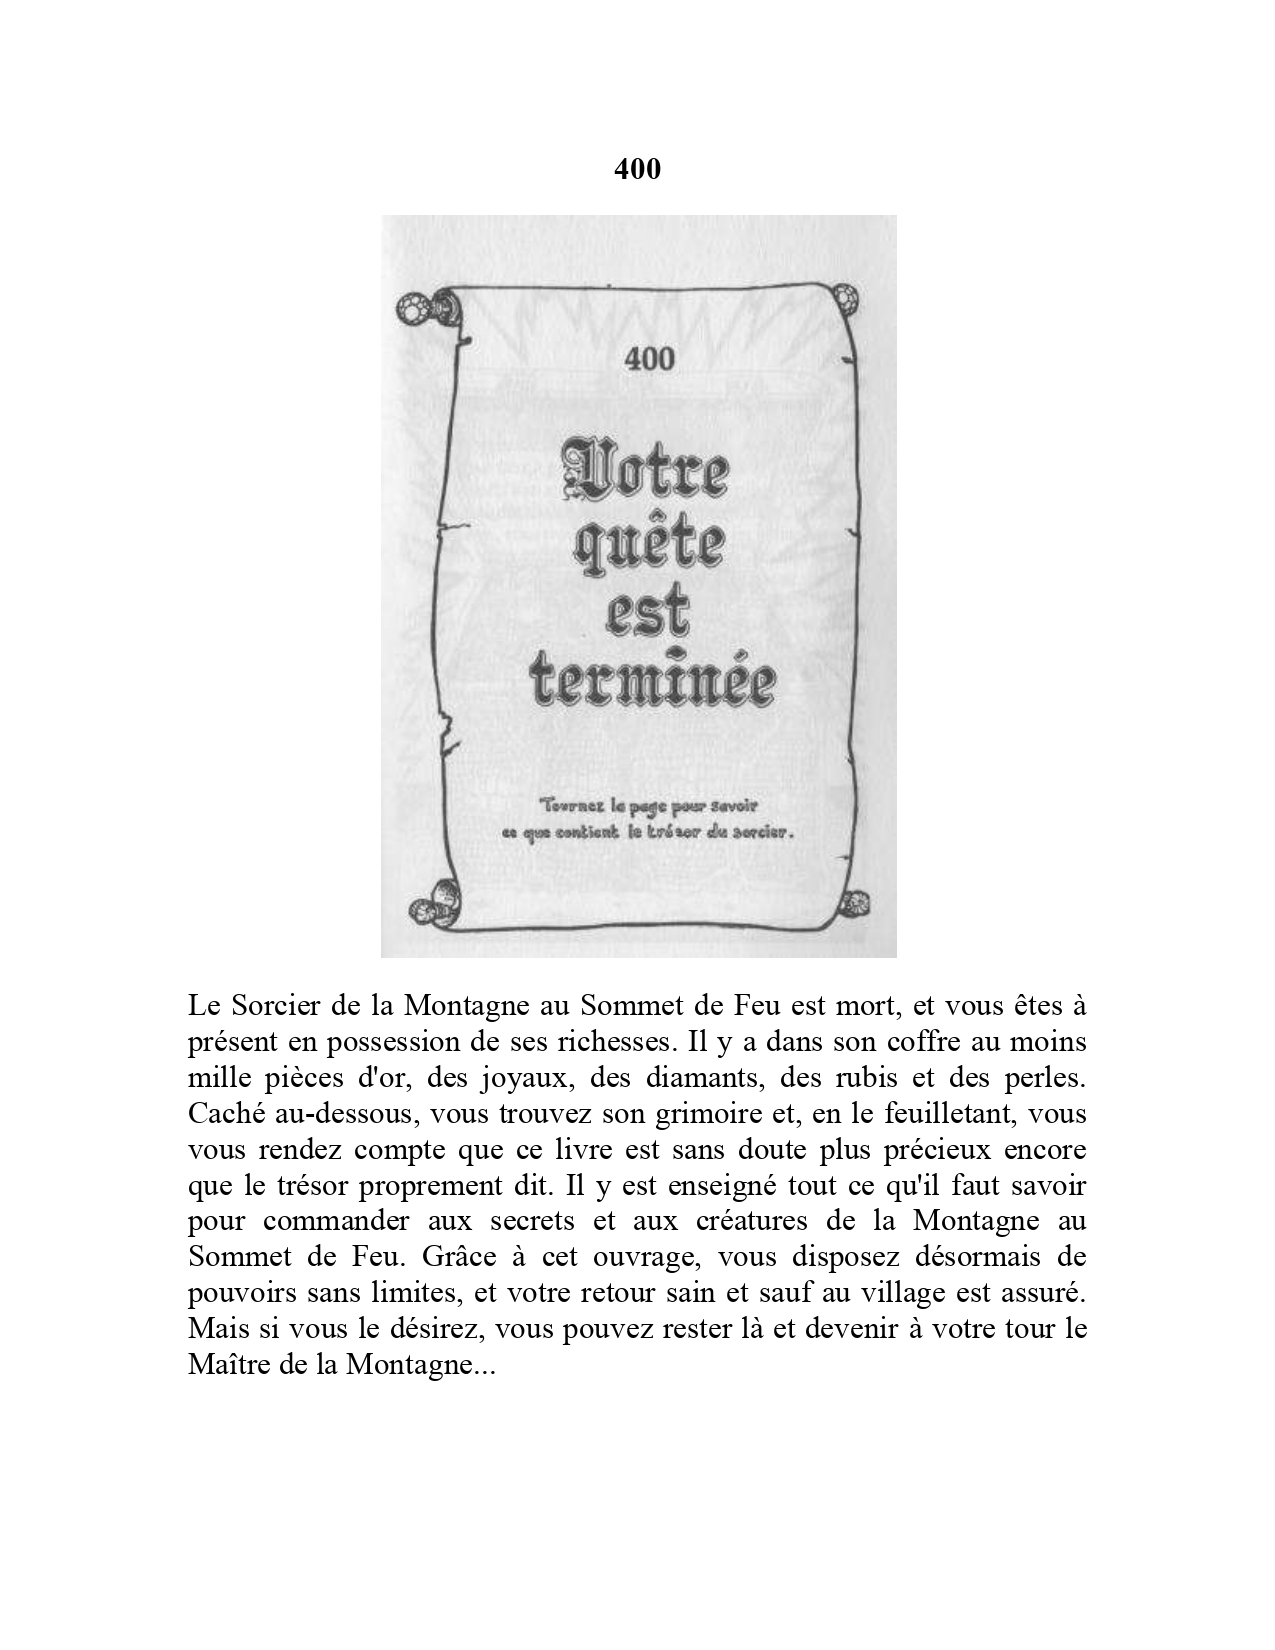 400
400
Votre
quête
est
terminée
Tournez la page pour savoir
ce que contient le trésor du sorcier.
Le Sorcier de la Montagne au Sommet de Feu est mort, et vous êtes à
présent en possession de ses richesses. Il y a dans son coffre au moins
mille pièces d'or, des joyaux, des diamants, des rubis et des perles.
Caché au-dessous, vous trouvez son grimoire et, en le feuilletant, vous
vous rendez compte que ce livre est sans doute plus précieux encore
que le trésor proprement dit. Il y est enseigné tout ce qu'il faut savoir
pour commander aux secrets et aux créatures de la Montagne au
Sommet de Feu. Grâce à cet ouvrage, vous disposez désormais de
pouvoirs sans limites, et votre retour sain et sauf au village est assuré.
Mais si vous le désirez, vous pouvez rester là et devenir à votre tour le
Maître de la Montagne...